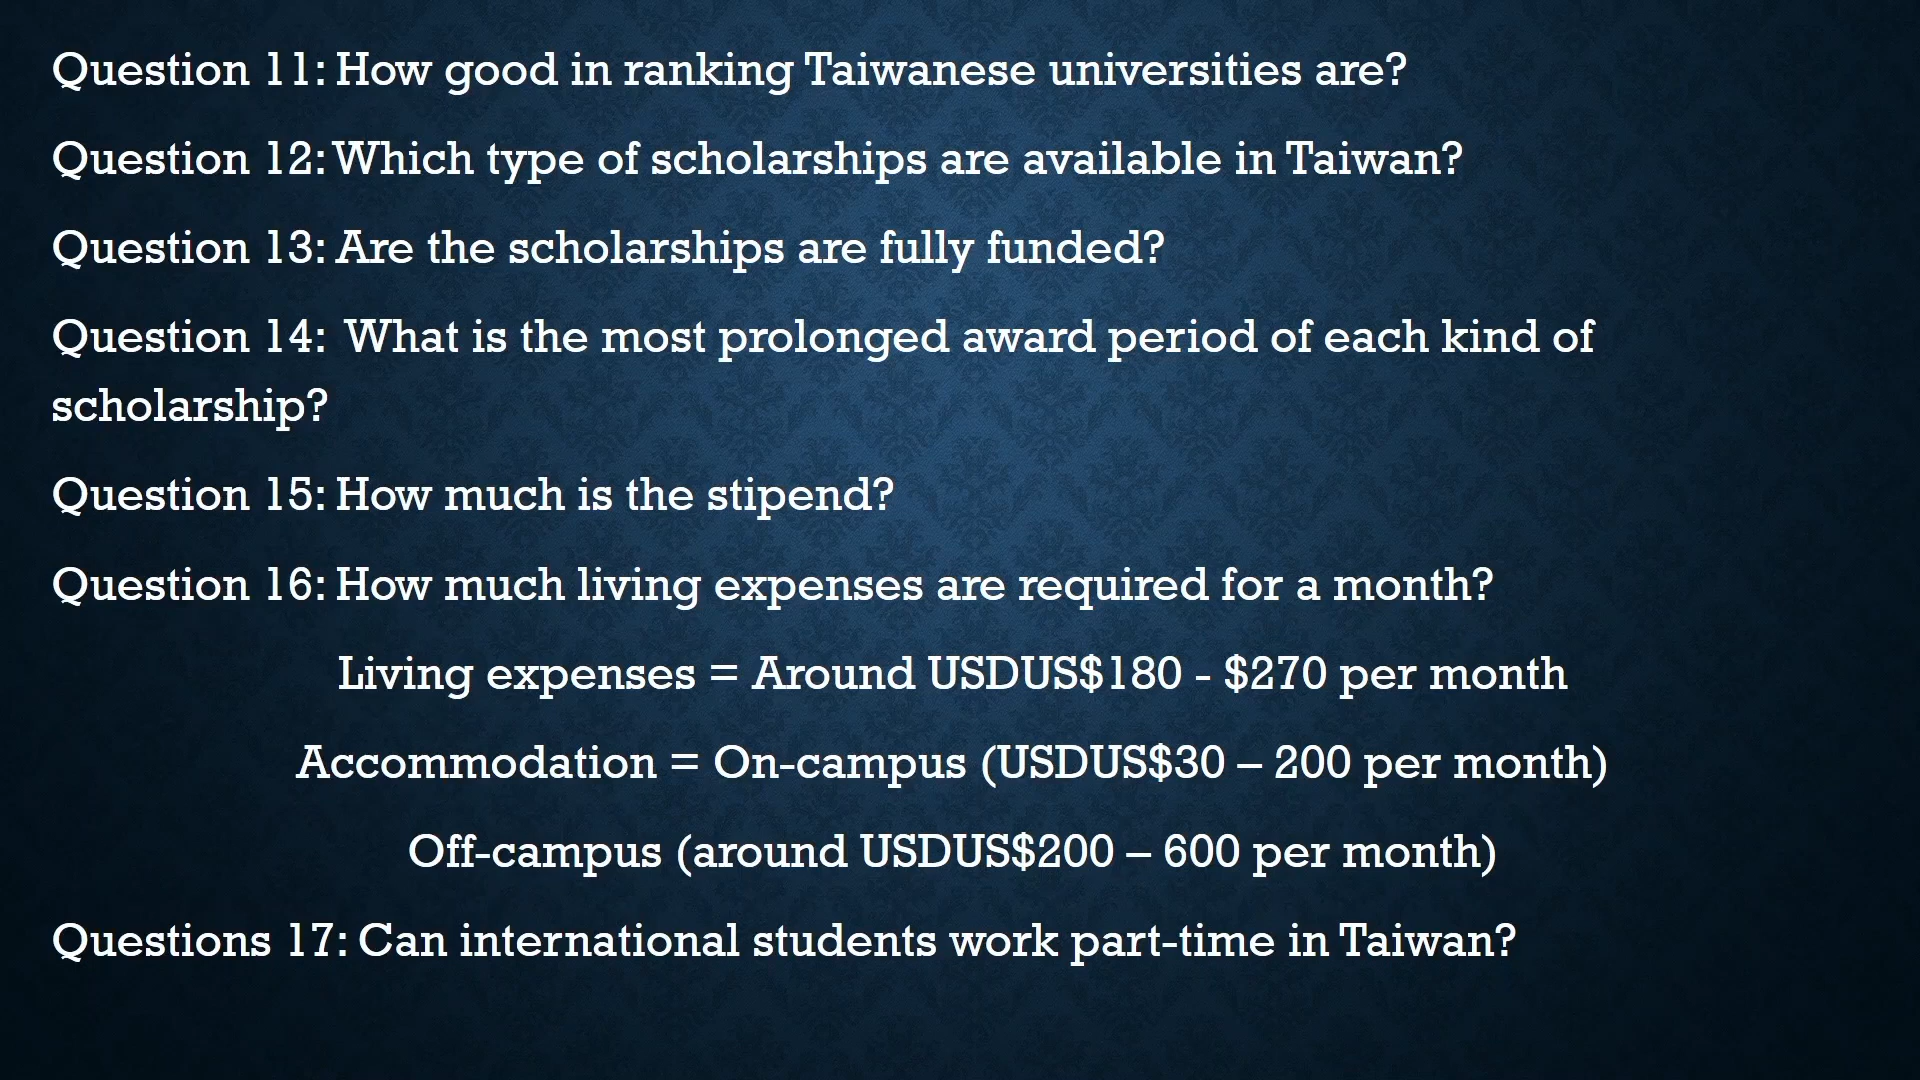 Question 11: How good in ranking Taiwanese universities are?
Question 12: Which type of scholarships are available in Taiwan?
Question 13: Are the scholarships are fully funded?
Question 14: What is the most prolonged award period of each kind of
scholarship?
Question 15: How much is the stipend?
Question 16: How much living expenses are required for a month?
Living expenses = Around USDUS$180 - $270 per month
Accommodation = On-campus (USDUS$30 – 200 per month)
Off-campus (around USDUS$200 – 600 per month)
Questions 17: Can international students work part-time in Taiwan?